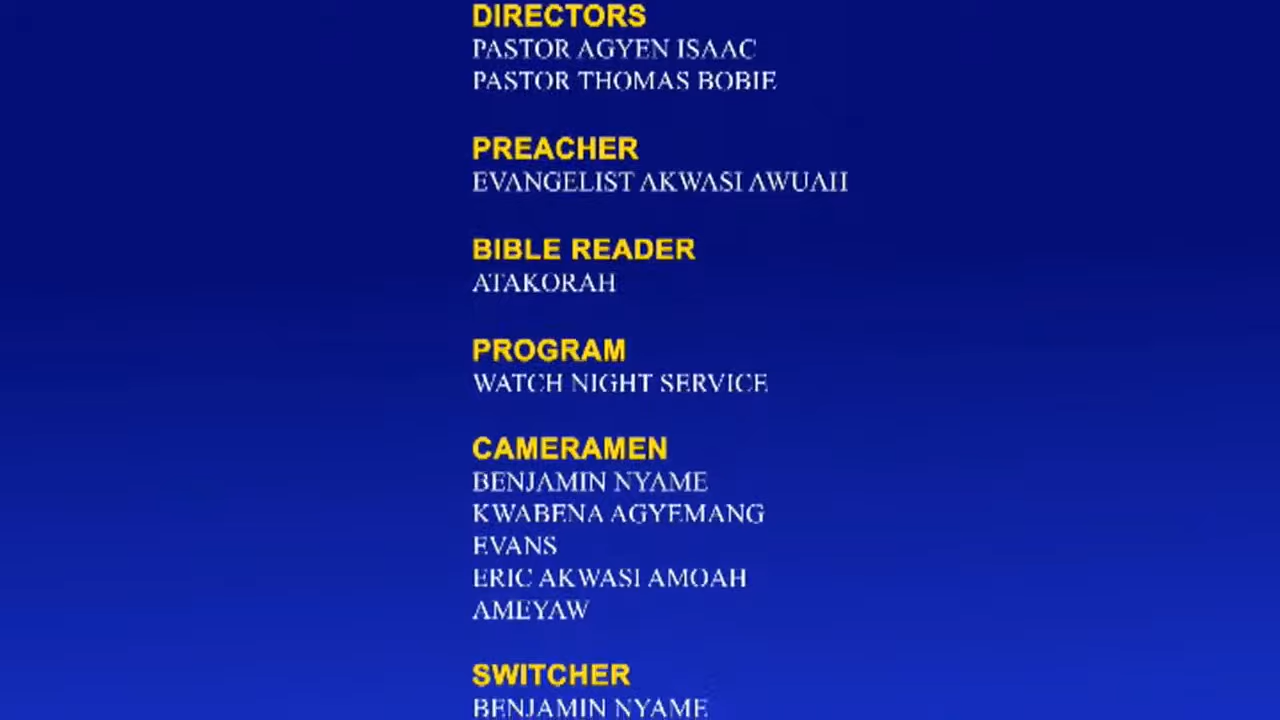 DIRECTORS
PASTOR AGYEN ISAAC
PASTOR THOMAS BOBIE
PREACHER
EVANGELIST AKWASI AWUAH
BIBLE READER
ATAKORAH
PROGRAM
WATCH NIGHT SERVICE
CAMERAMEN
BENJAMIN NYAME
KWABENA AGYEMANG
EVANS
ERIC AKWASI AMOAH
AMEYAW
SWITCHER
BENJAMIN NYAME